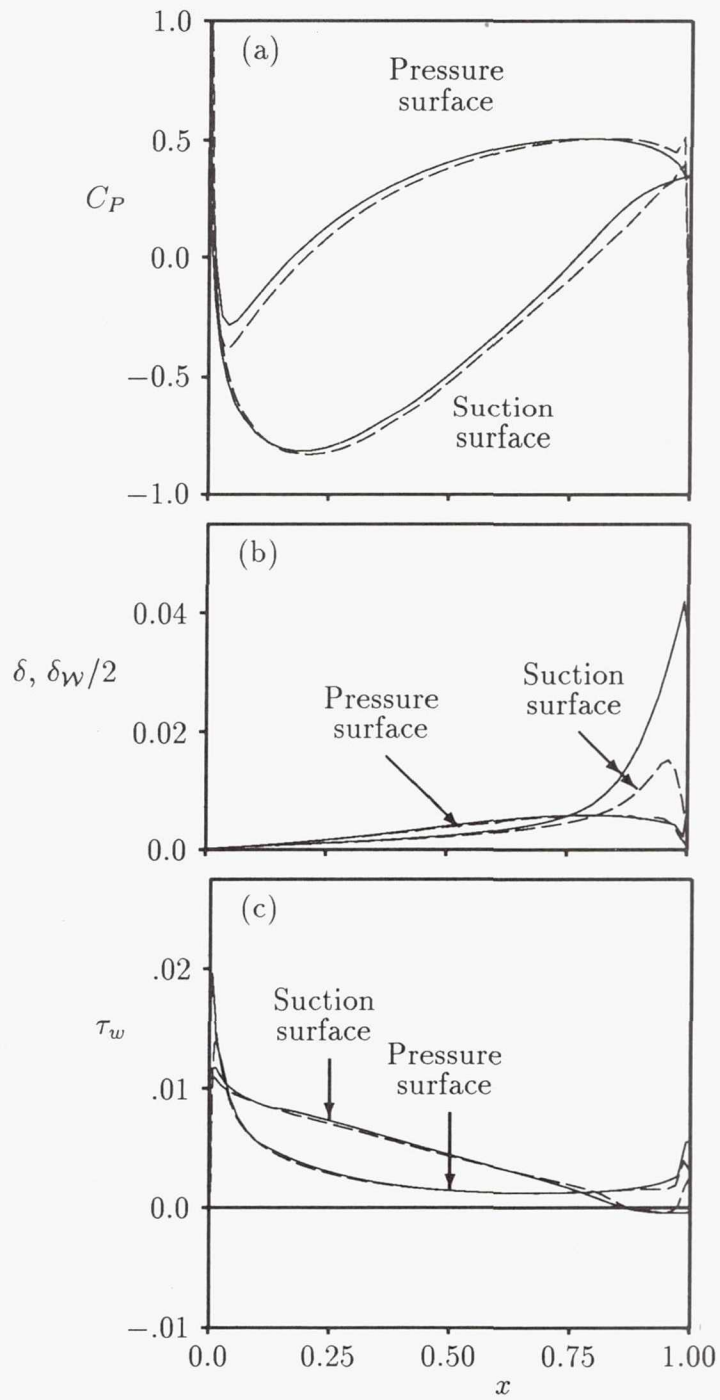 1.0
(a)
Pressure
surface
0.5
C_P
0.0
−0.5
Suction
surface
−1.0
(b)
0.04
δ, δ_𝒲/2
Suction
surface
Pressure
surface
0.02
0.0
(c)
.02
Suction
surface
τ_w
Pressure
surface
.010
0.0
−.01
0.0 0.25 0.50 0.75 1.00
x